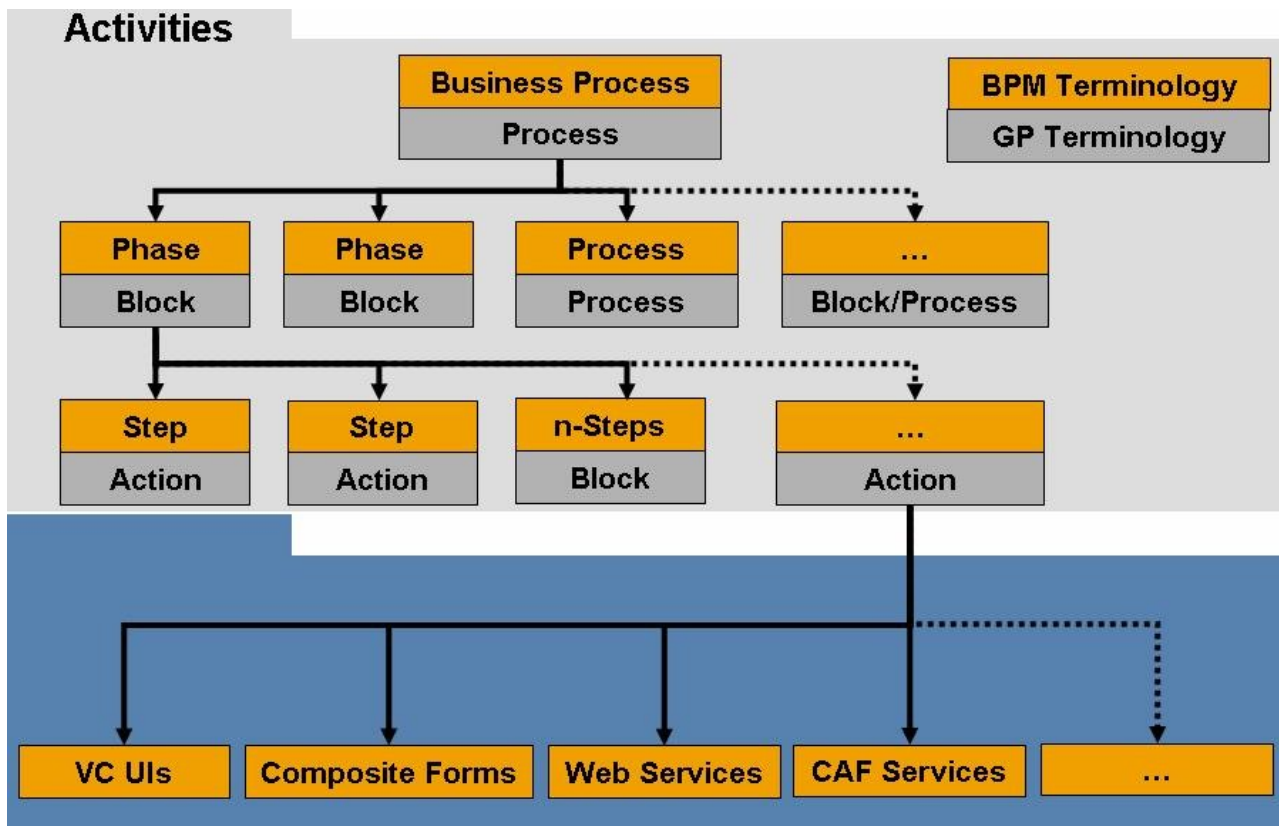 Activities
Business Process
Process
BPM Terminology
GP Terminology
Phase
Block
Phase
Block
Process
Process
...
Block/Process
Step
Action
Step
Action
n-Steps
Block
...
Action
VC UIs
Composite Forms
Web Services
CAF Services
...